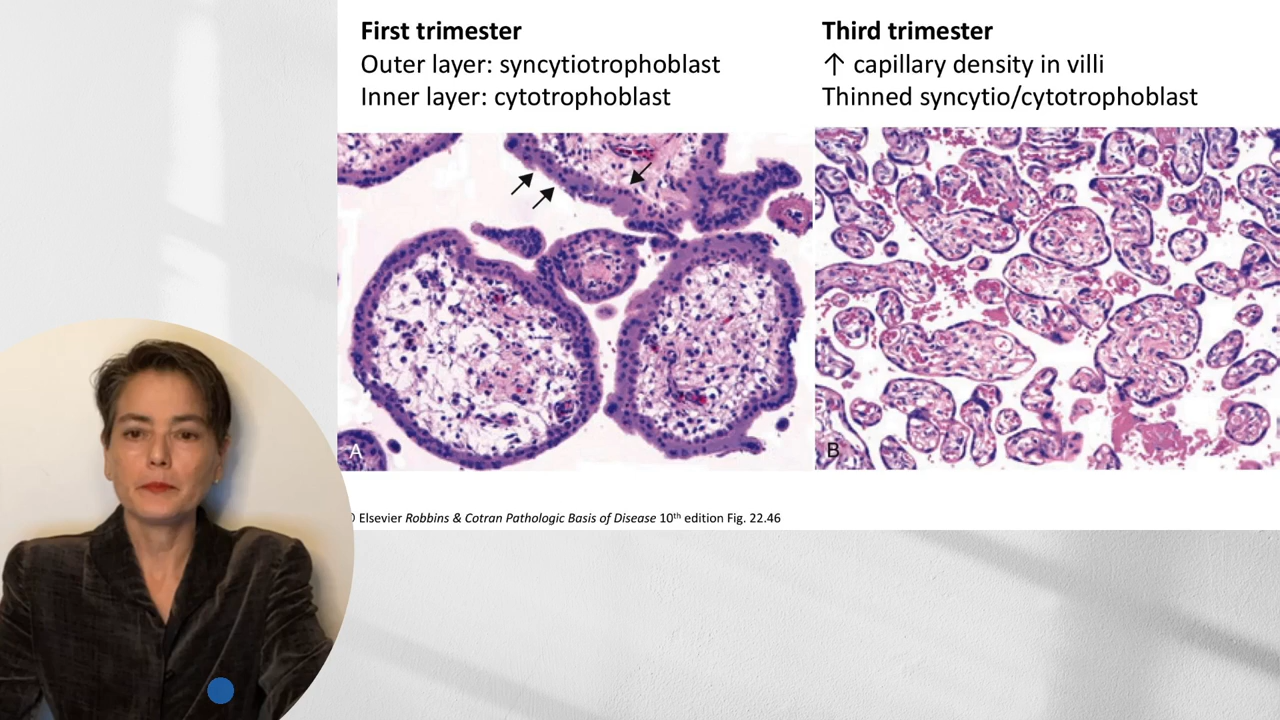 First trimester
Outer layer: syncytiotrophoblast
Inner layer: cytotrophoblast
Third trimester
↑ capillary density in villi
Thinned syncytio/cytotrophoblast
A
B
Elsevier Robbins & Cotran Pathologic Basis of Disease 10th edition Fig. 22.46